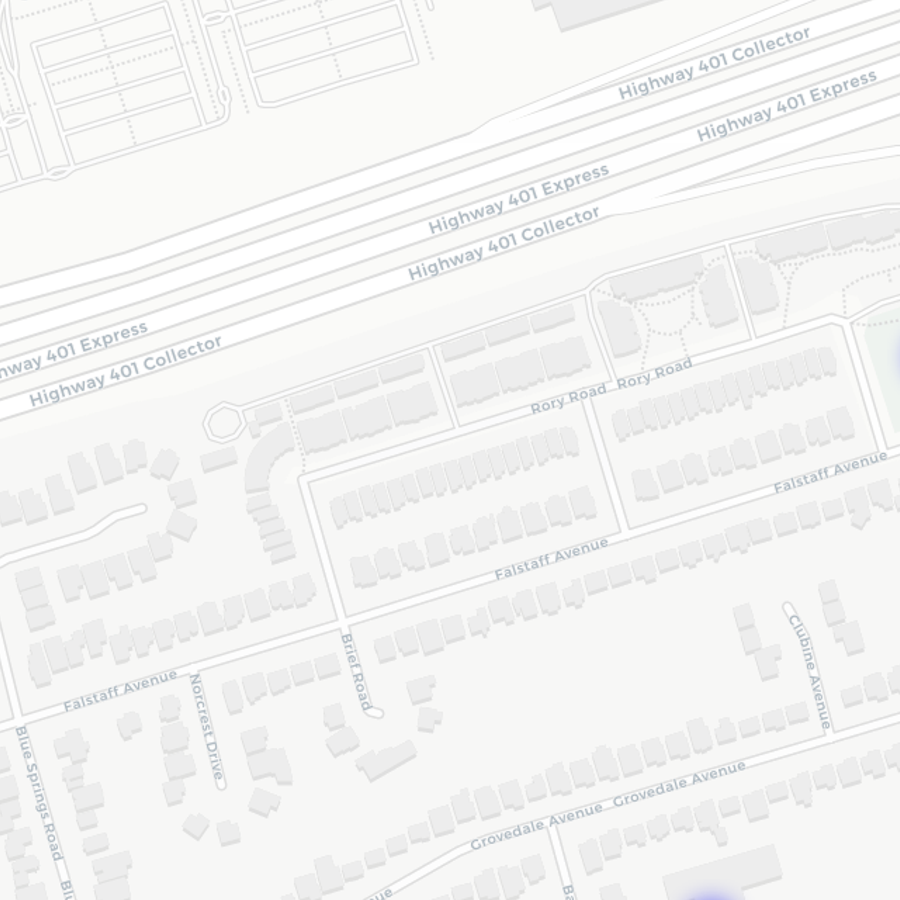 Highway 401 Collector
Highway 401 Express
Highway 401 Express
Highway 401 Collector
hway 401 Express
Highway 401 Collector
Rory Road
Rory Road
Falstaff Avenue
Falstaff Avenue
Falstaff Avenue
Brief Road
Norcrest Drive
Clubine Avenue
Blue Springs Road
Grovedale Avenue
Grovedale Avenue
ue